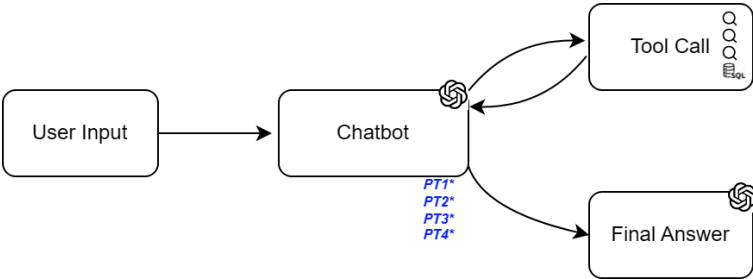 Tool Call
SQL
User Input
Chatbot
PT1*
PT2*
PT3*
PT4*
Final Answer